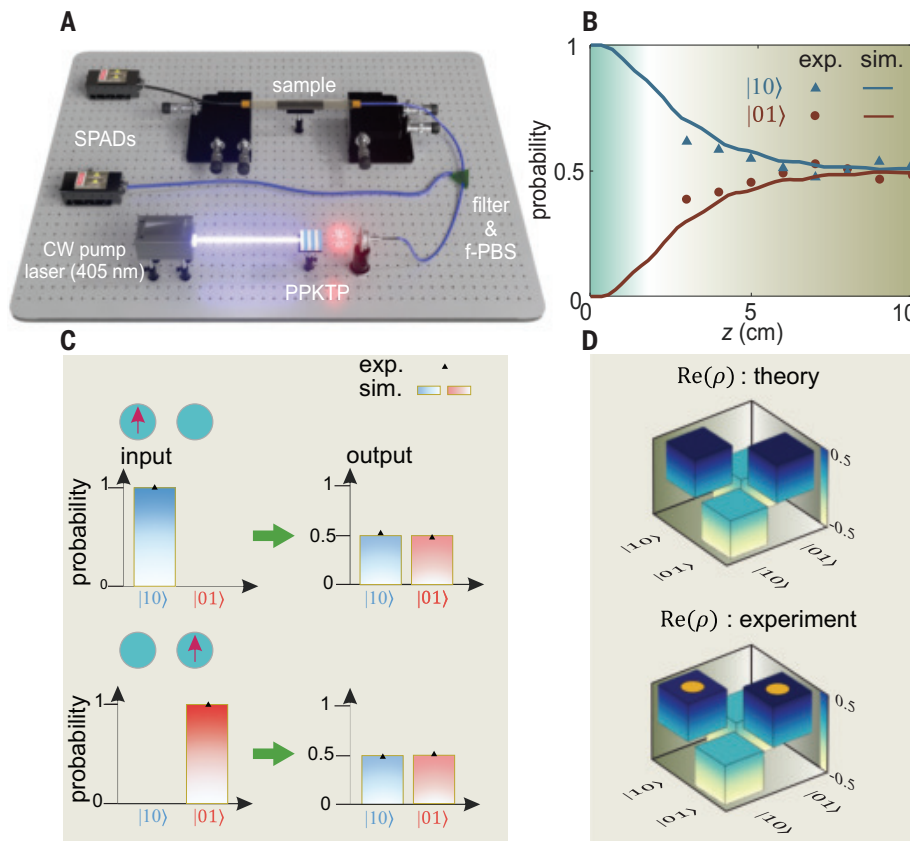 A
sample
SPADs
CW pump
laser (405 nm)
PPKTP
filter
&
f-PBS
B
exp. sim.
|10⟩
|01⟩
probability
1
0.5
0
0 5 10
z (cm)
C
exp.
sim.
input
output
probability
1
0
|10⟩ |01⟩
1
0.5
0
|10⟩ |01⟩
probability
1
0
|10⟩ |01⟩
1
0.5
0
|10⟩ |01⟩
D
Re(ρ) : theory
0.5
-0.5
|10⟩
|01⟩
|10⟩
|01⟩
Re(ρ) : experiment
0.5
-0.5
|10⟩
|01⟩
|10⟩
|01⟩